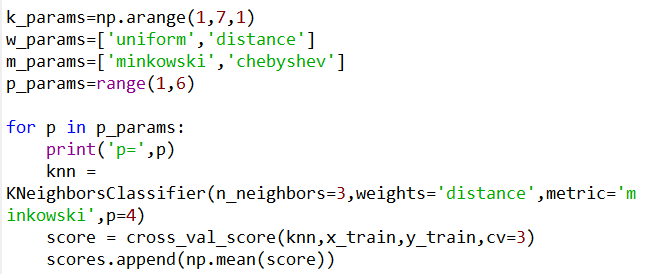 k_params=np.arange(1,7,1)
w_params=['uniform','distance']
m_params=['minkowski','chebyshev']
p_params=range(1,6)

for p in p_params:
    print('p=',p)
    knn =
KNeighborsClassifier(n_neighbors=3,weights='distance',metric='m
inkowski',p=4)
    score = cross_val_score(knn,x_train,y_train,cv=3)
    scores.append(np.mean(score))